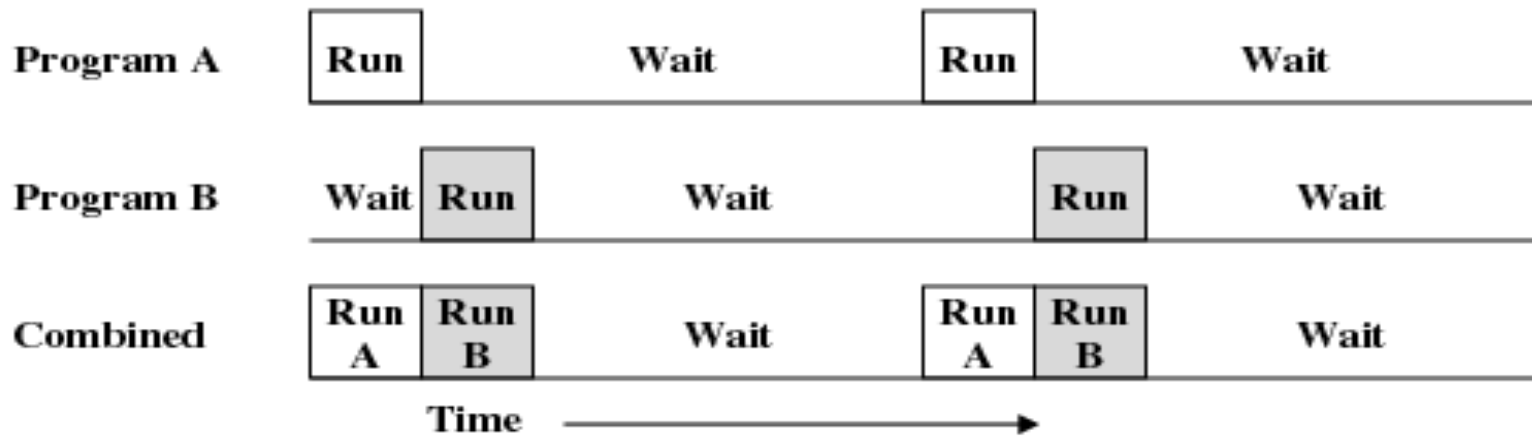 Program A Run Wait Run Wait
Program B Wait Run Wait Run Wait
Combined Run A Run B Wait Run A Run B Wait
Time